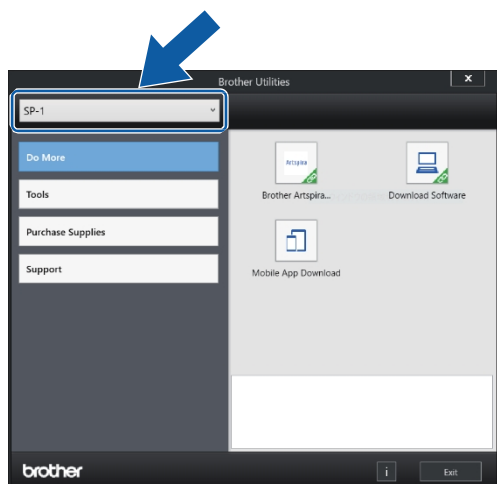 Brother Utilities
x
SP-1
Do More
Tools
Purchase Supplies
Support
Artspira
Brother Artspira...
Download Software
Mobile App Download
brother
i
Exit